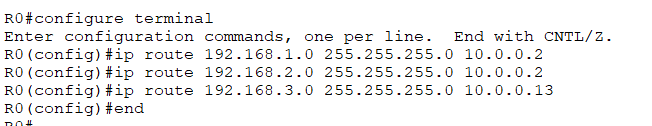 R0#configure terminal
Enter configuration commands, one per line.  End with CNTL/Z.
R0(config)#ip route 192.168.1.0 255.255.255.0 10.0.0.2
R0(config)#ip route 192.168.2.0 255.255.255.0 10.0.0.2
R0(config)#ip route 192.168.3.0 255.255.255.0 10.0.0.13
R0(config)#end
R0#